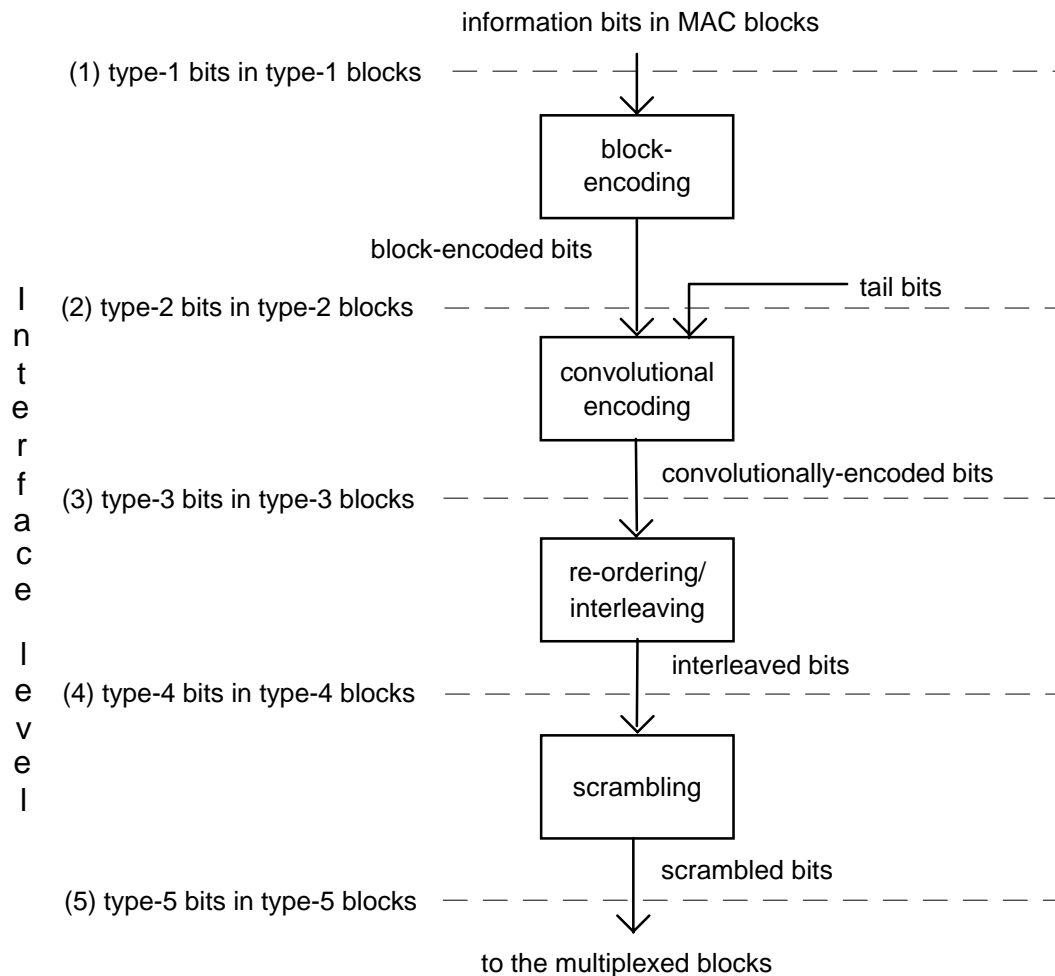 information bits in MAC blocks
(1) type-1 bits in type-1 blocks
block-
encoding
block-encoded bits
tail bits
(2) type-2 bits in type-2 blocks
convolutional
encoding
convolutionally-encoded bits
(3) type-3 bits in type-3 blocks
re-ordering/
interleaving
interleaved bits
(4) type-4 bits in type-4 blocks
scrambling
scrambled bits
(5) type-5 bits in type-5 blocks
to the multiplexed blocks
Interface level